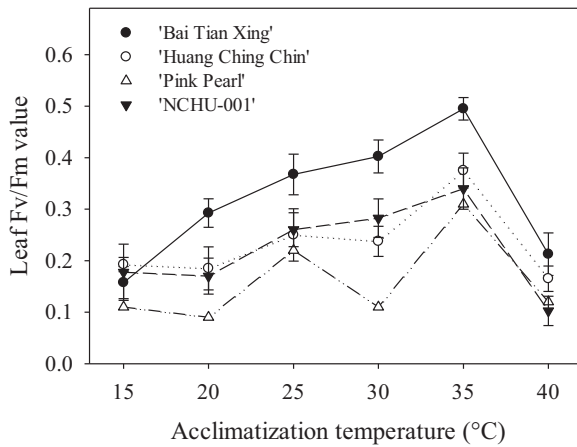 'Bai Tian Xing'
'Huang Ching Chin'
'Pink Pearl'
'NCHU-001'
Leaf Fv/Fm value
0.6
0.5
0.4
0.3
0.2
0.1
0.0
15 20 25 30 35 40
Acclimatization temperature (°C)